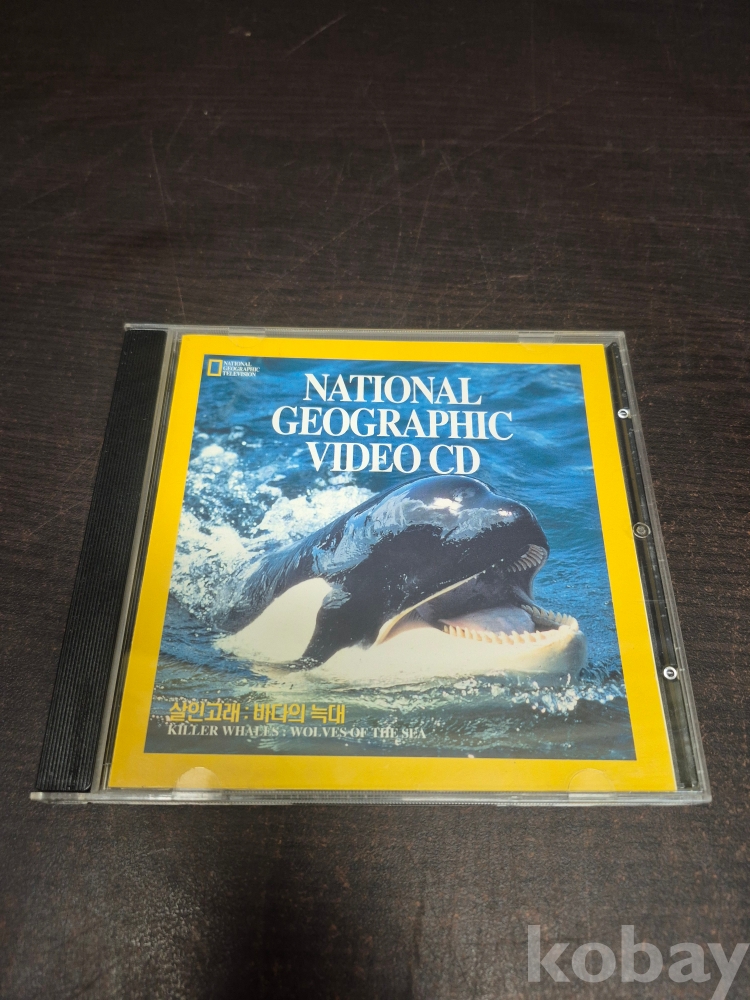 NATIONAL
GEOGRAPHIC
TELEVISION
NATIONAL
GEOGRAPHIC
VIDEO CD
살인고래 : 바다의 늑대
KILLER WHALES : WOLVES OF THE SEA
kobay